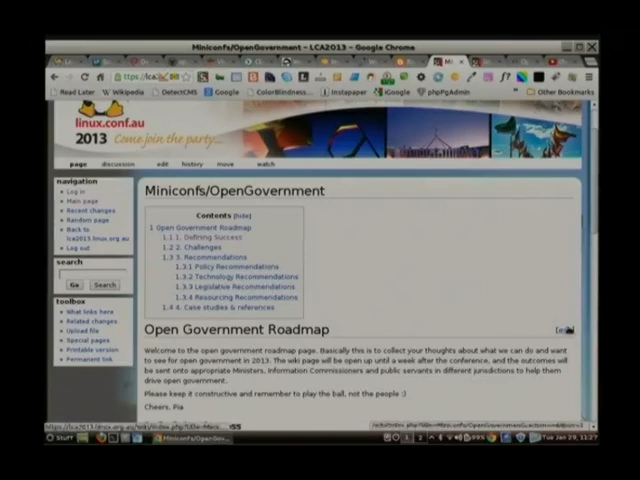 Miniconfs/OpenGovernment - LCA2013 - Google Chrome
Read Later Wikipedia DetectCMS Google ColorBlindness... Instapaper iGoogle phpPgAdmin Other Bookmarks
linux.conf.au
2013 Come join the party...
page discussion edit history move watch
navigation
Log in
Main page
Recent changes
Random page
Back to
lca2013.linux.org.au
Log out
search
Go Search
toolbox
What links here
Related changes
Upload file
Special pages
Printable version
Permanent link
Miniconfs/OpenGovernment
Contents [hide]
1 Open Government Roadmap
1.1 1. Defining Success
1.2 2. Challenges
1.3 3. Recommendations
1.3.1 Policy Recommendations
1.3.2 Technology Recommendations
1.3.3 Legislative Recommendations
1.3.4 Resourcing Recommendations
1.4 4. Case studies & references
Open Government Roadmap
Welcome to the open government roadmap page. Basically this is to collect your thoughts about what we can do and want
to see for open government in 2013. The wiki page will be open up until a week after the conference, and the outcomes will
be sent onto appropriate Ministers. Information Commissioners and public servants in different jurisdictions to help them
drive open government.
Please keep it constructive and remember to play the ball, not the people :)
Cheers, Pia
Stuff Miniconfs/OpenGov... 99% Tue Jan 29, 11:27